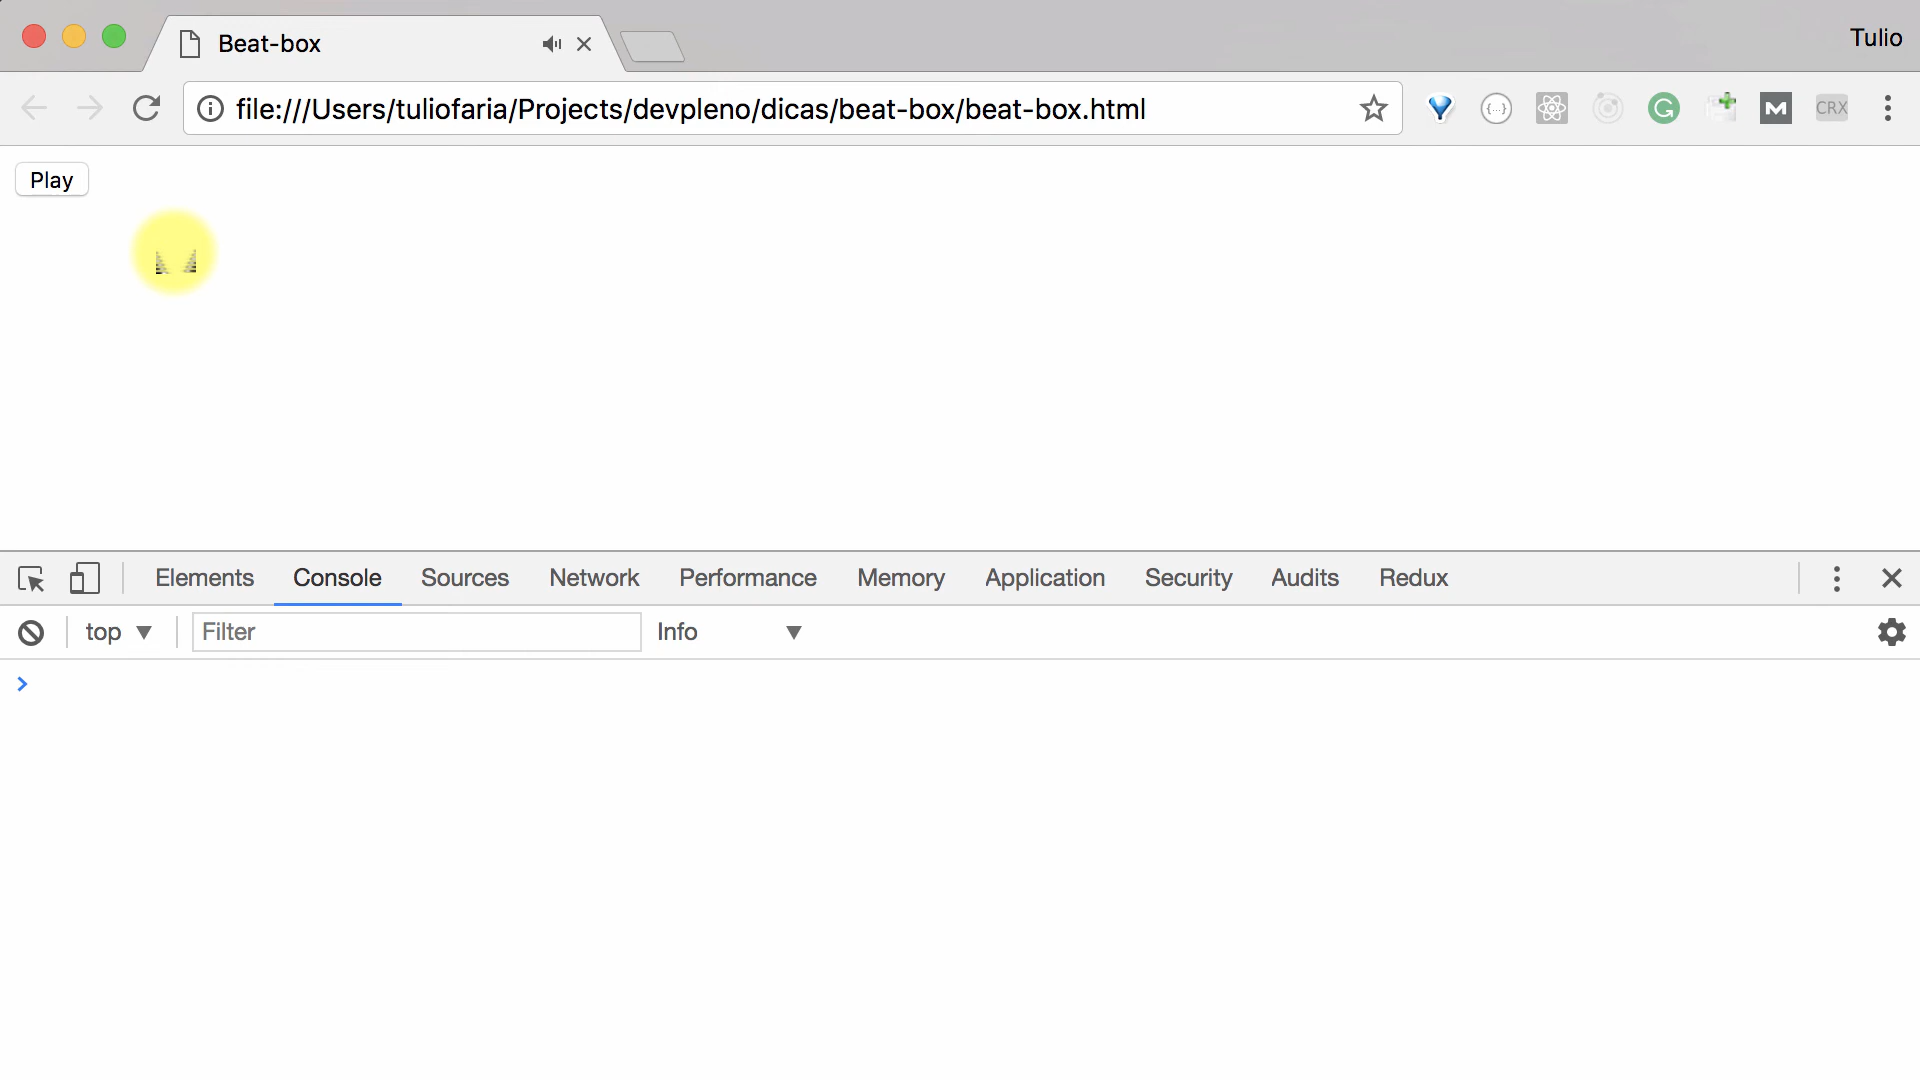 Beat-box
Tulio
file:///Users/tuliofaria/Projects/devpleno/dicas/beat-box/beat-box.html
{...} G M CRX
Play
Elements Console Sources Network Performance Memory Application Security Audits Redux
top Filter Info